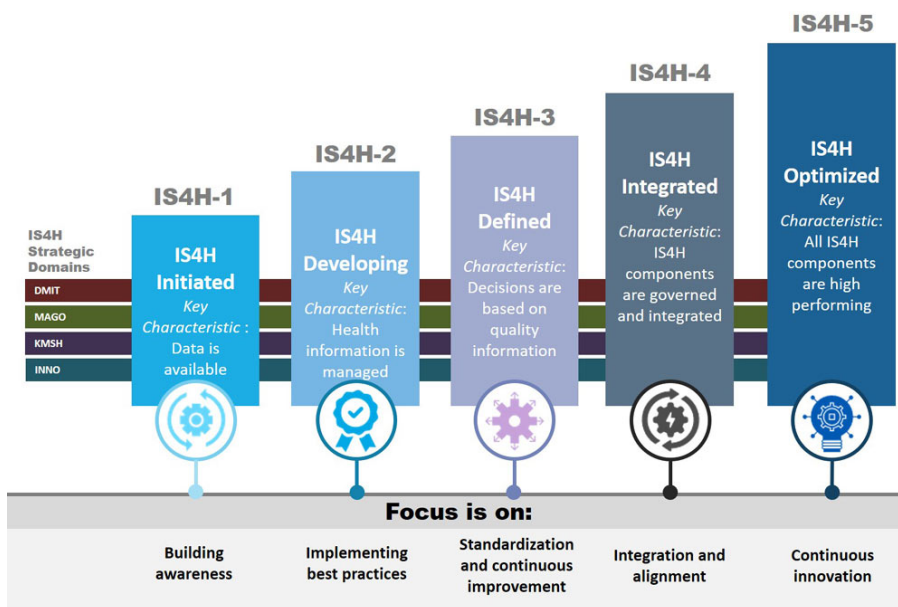 IS4H-1
IS4H-2
IS4H-3
IS4H-4
IS4H-5
IS4H
Strategic
Domains
DMIT
MAGO
KMSH
INNO
IS4H
Initiated
Key
Characteristic :
Data is
available
IS4H
Developing
Key
Characteristic:
Health
information is
managed
IS4H
Defined
Key
Characteristic:
Decisions are
based on
quality
information
IS4H
Integrated
Key
Characteristic:
IS4H
components
are governed
and integrated
IS4H
Optimized
Key
Characteristic:
All IS4H
components
are high
performing
Focus is on:
Building
awareness
Implementing
best practices
Standardization
and continuous
improvement
Integration and
alignment
Continuous
innovation